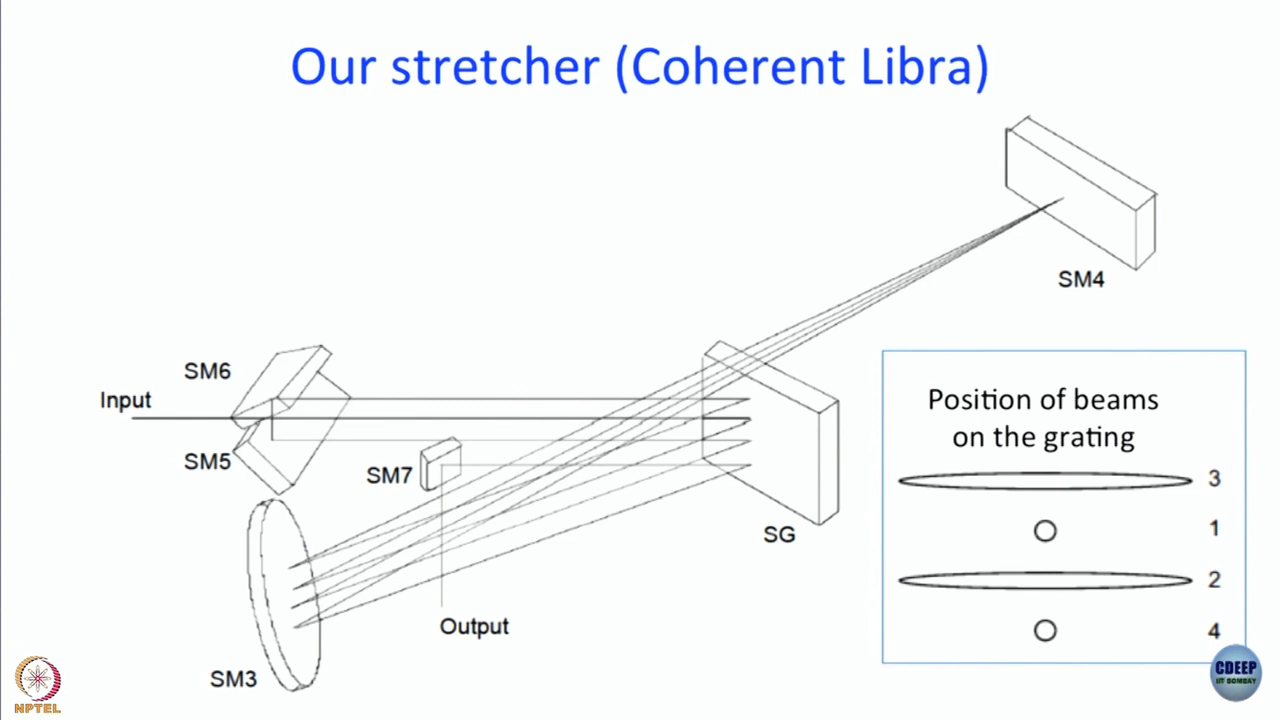 Our stretcher (Coherent Libra)
SM4
SM6
Input
SM5
SM7
SG
Output
SM3
Position of beams
on the grating
3
1
2
4
NPTEL
CDEEP
IIT BOMBAY